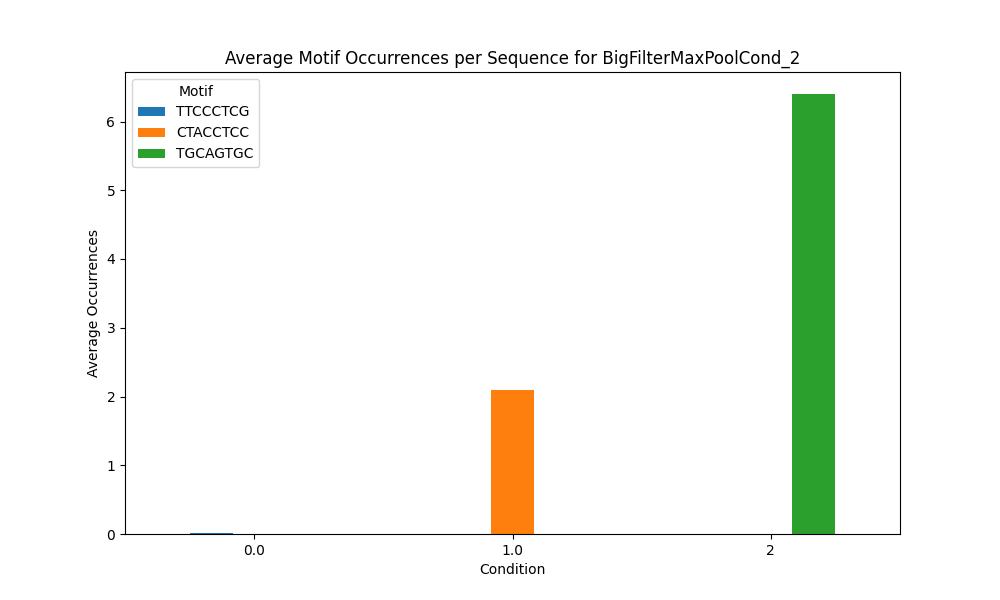 Average Motif Occurrences per Sequence for BigFilterMaxPoolCond_2
Motif
TTCCCTCG
CTACCTCC
TGCAGTGC
Average Occurrences
6
5
4
3
2
1
0
0.0
1.0
2
Condition